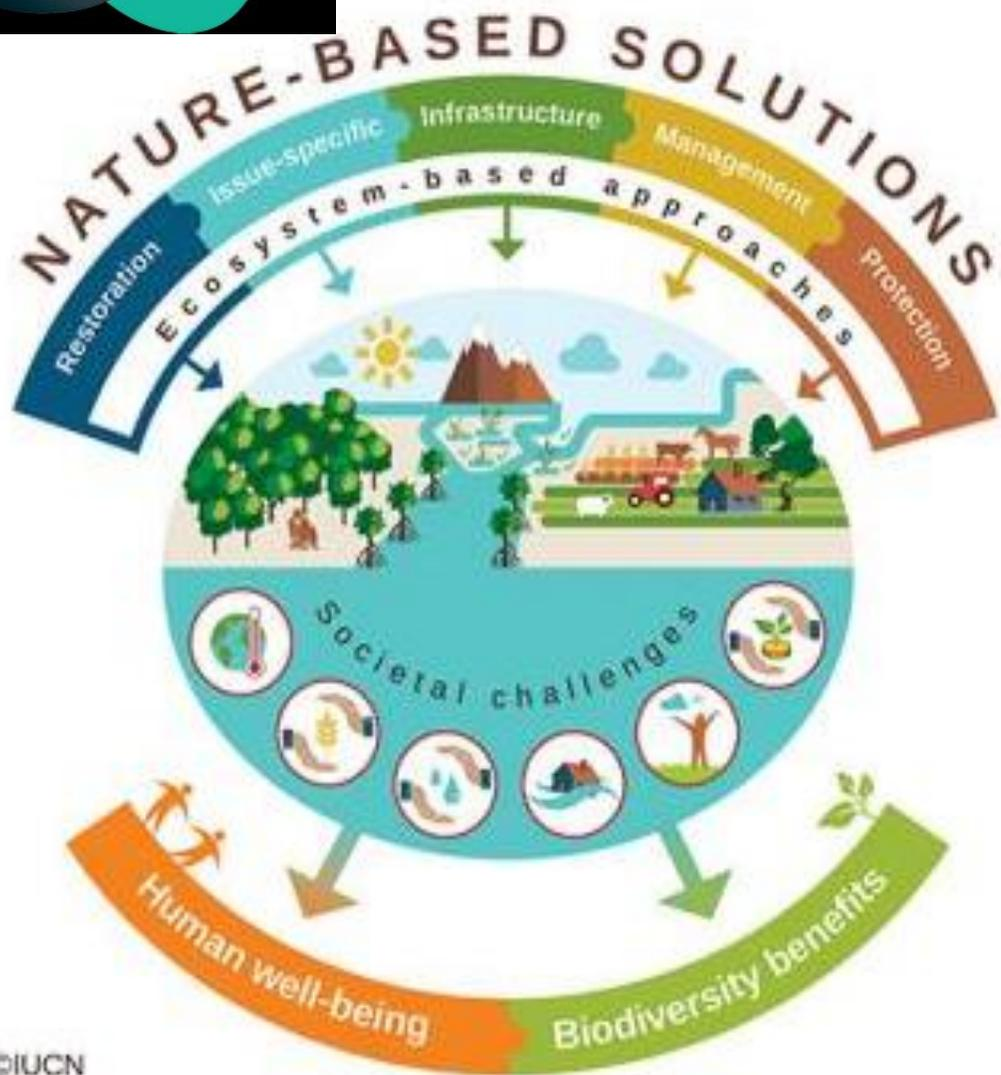 NATURE-BASED SOLUTIONS
Restoration
Issue-specific
Infrastructure
Management
Protection
Ecosystem-based approaches
Societal challenges
Human well-being
Biodiversity benefits
©IUCN